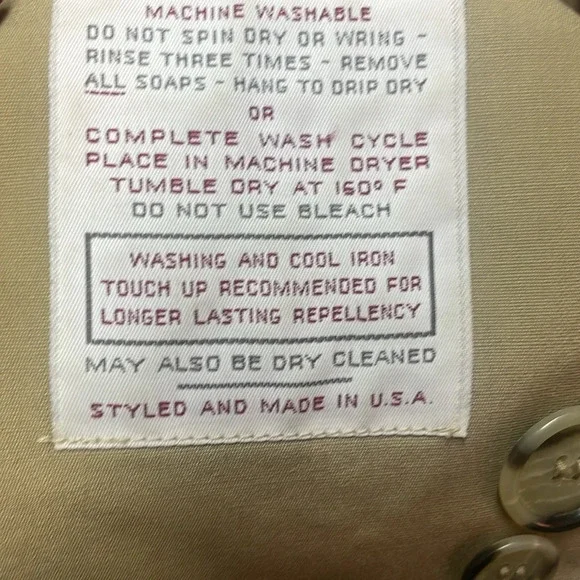 MACHINE WASHABLE
DO NOT SPIN DRY OR WRING -
RINSE THREE TIMES - REMOVE
ALL SOAPS - HANG TO DRIP DRY
OR
COMPLETE WASH CYCLE
PLACE IN MACHINE DRYER
TUMBLE DRY AT 160° F
DO NOT USE BLEACH
WASHING AND COOL IRON
TOUCH UP RECOMMENDED FOR
LONGER LASTING REPELLENCY
MAY ALSO BE DRY CLEANED
STYLED AND MADE IN U.S.A.